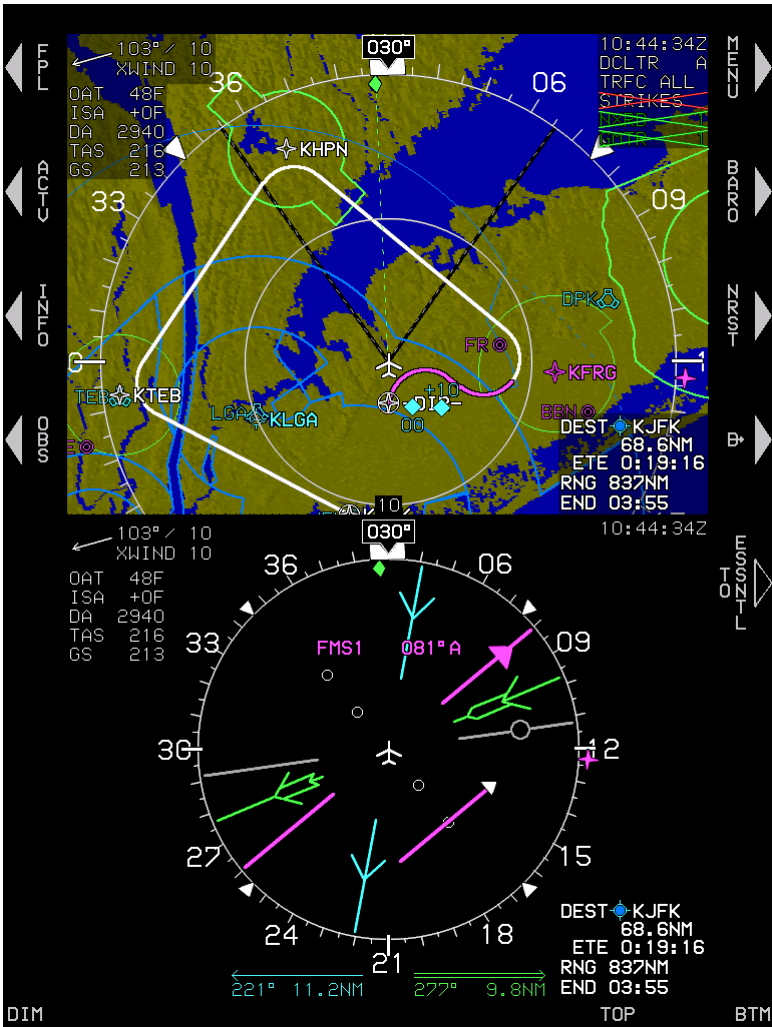 FPL
ACTV
INFO
OBS
MENU
BARO
NRST
103°/ 10
XWIND 10
OAT 48F
ISA +0F
DA 2940
TAS 216
GS 213
030°
10:44:34Z
DCLTR A
TRFC ALL
STRIKES
36
06
33
09
KHPN
DPK
FR
KFRG
TEB
KTEB
LGA
KLGA
-DIR-
+10
00
BBN
10
DEST KJFK
68.6NM
ETE 0:19:16
RNG 837NM
END 03:55
103°/ 10
XWIND 10
OAT 48F
ISA +0F
DA 2940
TAS 216
GS 213
030°
10:44:34Z
ESSNTL
TO
36
06
33
09
FMS1 081°A
30
12
27
15
24
18
21
DEST KJFK
68.6NM
ETE 0:19:16
RNG 837NM
END 03:55
221° 11.2NM
277° 9.8NM
DIM
TOP
BTM